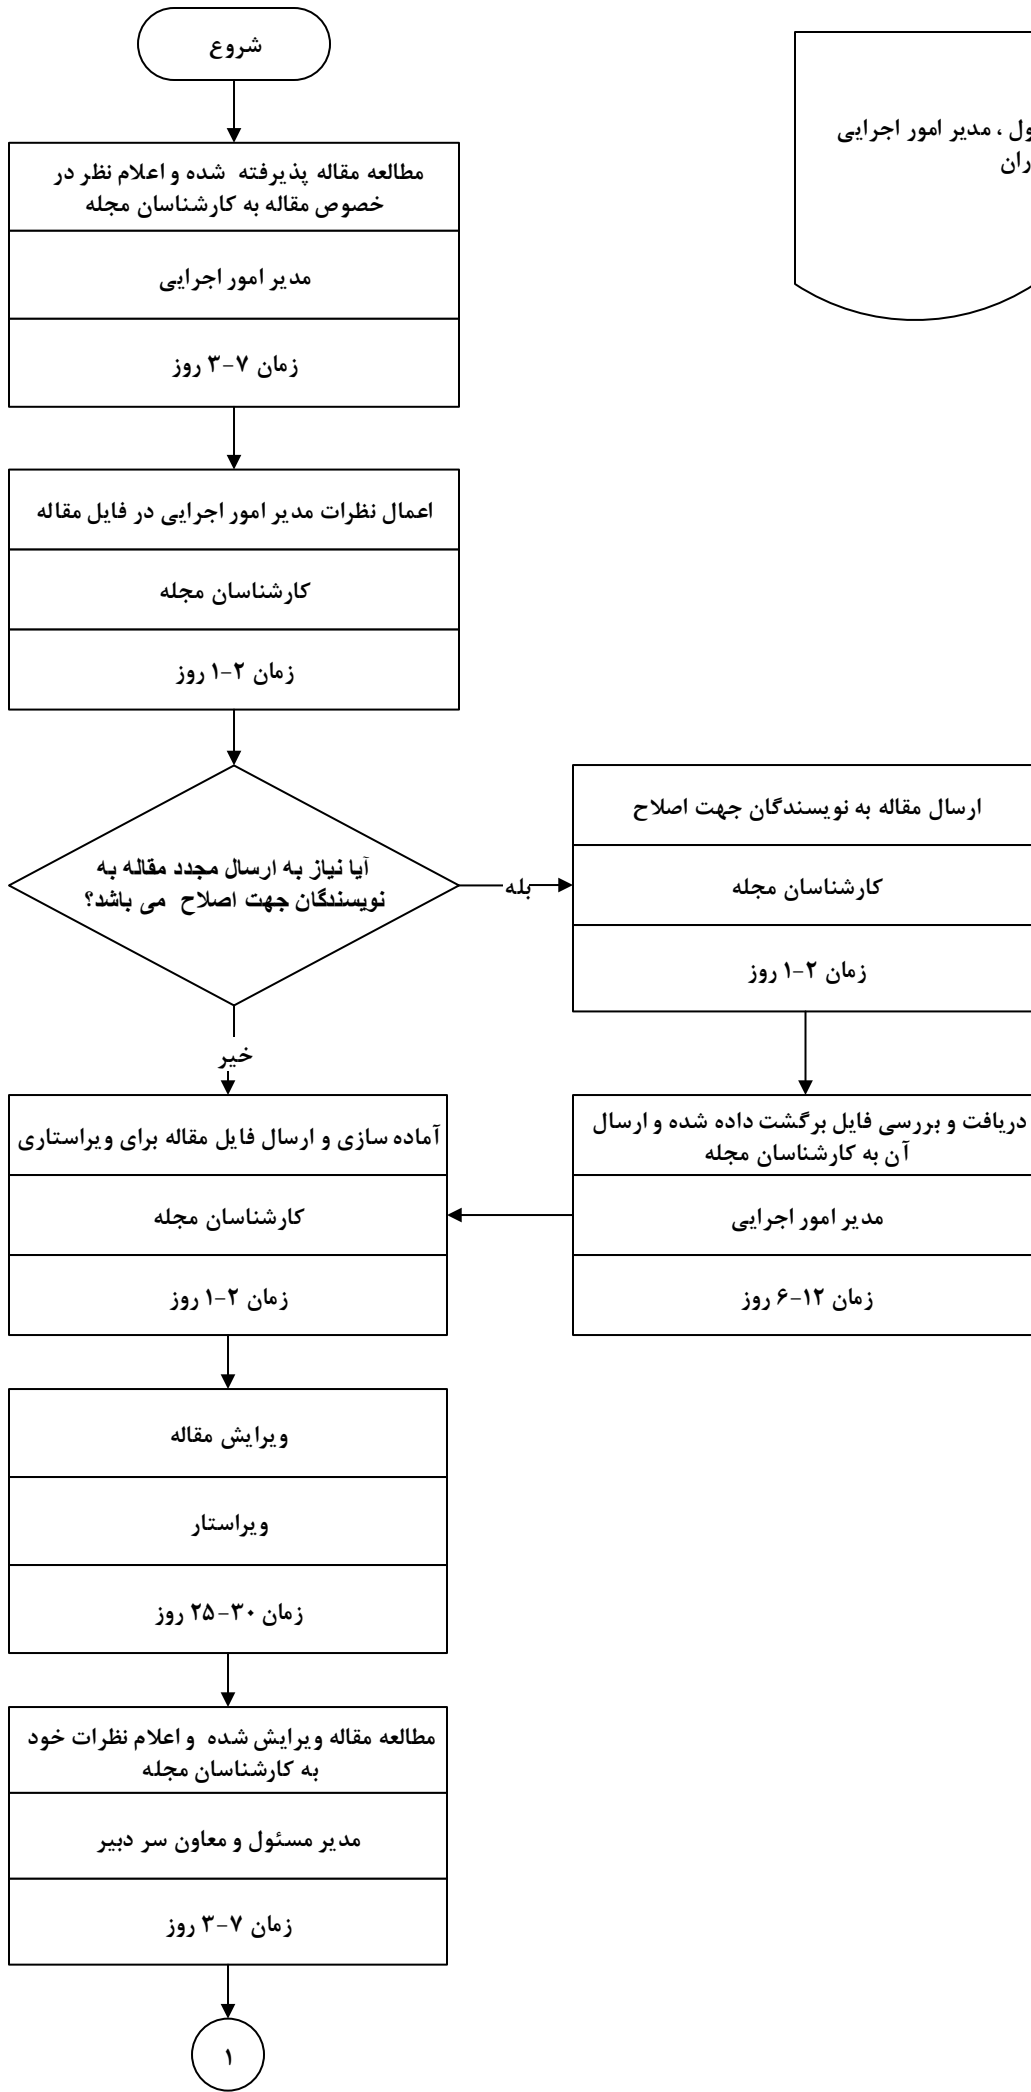 شروع
ول ، مدیر امور اجرایی
مطالعه مقاله پذیرفته شده و اعلام نظر در
خصوص مقاله به کارشناسان مجله
مدیر امور اجرایی
زمان ۷-۳ روز
اعمال نظرات مدیر امور اجرایی در فایل مقاله
کارشناسان مجله
زمان ۲-۱ روز
آیا نیاز به ارسال مجدد مقاله به
نویسندگان جهت اصلاح می باشد؟
بله
ارسال مقاله به نویسندگان جهت اصلاح
کارشناسان مجله
زمان ۲-۱ روز
خیر
دریافت و بررسی فایل برگشت داده شده و ارسال
آن به کارشناسان مجله
مدیر امور اجرایی
زمان ۱۲-۶ روز
آماده سازی و ارسال فایل مقاله برای ویراستاری
کارشناسان مجله
زمان ۲-۱ روز
ویرایش مقاله
ویراستار
زمان ۳۰-۲۵ روز
مطالعه مقاله ویرایش شده و اعلام نظرات خود
به کارشناسان مجله
مدیر مسئول و معاون سر دبیر
زمان ۷-۳ روز
۱